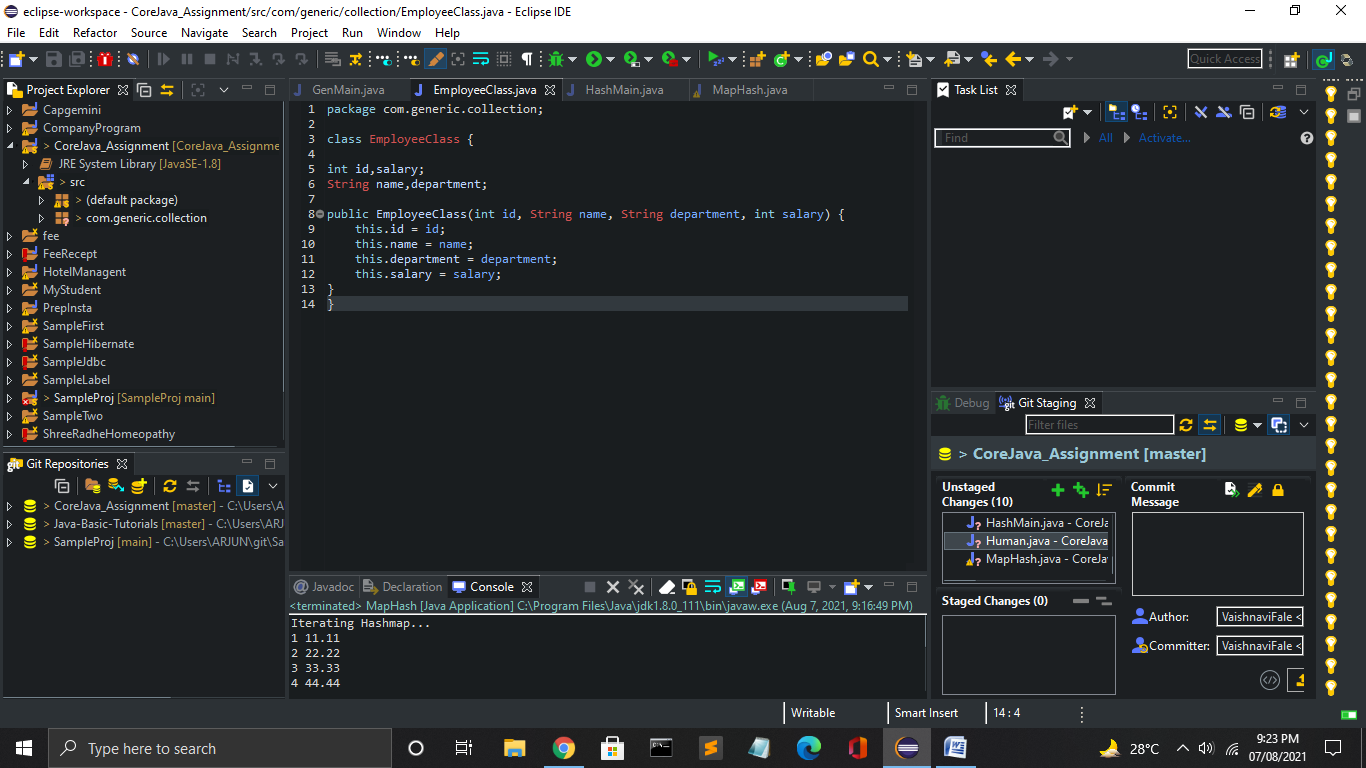 eclipse-workspace - CoreJava_Assignment/src/com/generic/collection/EmployeeClass.java - Eclipse IDE
File Edit Refactor Source Navigate Search Project Run Window Help
Quick Access
Project Explorer
Capgemini
CompanyProgram
> CoreJava_Assignment [CoreJava_Assignme
JRE System Library [JavaSE-1.8]
> src
> (default package)
> com.generic.collection
fee
FeeRecept
HotelManagent
MyStudent
PrepInsta
SampleFirst
SampleHibernate
SampleJdbc
SampleLabel
> SampleProj [SampleProj main]
SampleTwo
ShreeRadheHomeopathy
Git Repositories
> CoreJava_Assignment [master] - C:\Users\A
> Java-Basic-Tutorials [master] - C:\Users\ARJ
> SampleProj [main] - C:\Users\ARJUN\git\Sa
GenMain.java EmployeeClass.java HashMain.java MapHash.java
1 package com.generic.collection;
2
3 class EmployeeClass {
4
5 int id,salary;
6 String name,department;
7
8 public EmployeeClass(int id, String name, String department, int salary) {
9 this.id = id;
10 this.name = name;
11 this.department = department;
12 this.salary = salary;
13 }
14 }
Javadoc Declaration Console
<terminated> MapHash [Java Application] C:\Program Files\Java\jdk1.8.0_111\bin\javaw.exe (Aug 7, 2021, 9:16:49 PM)
Iterating Hashmap...
1 11.11
2 22.22
3 33.33
4 44.44
Task List
Find All Activate...
Debug Git Staging
Filter files
> CoreJava_Assignment [master]
Unstaged Changes (10)
HashMain.java - CoreJa
Human.java - CoreJava
MapHash.java - CoreJa
Staged Changes (0)
Commit Message
Author: VaishnaviFale <
Committer: VaishnaviFale <
Writable Smart Insert 14 : 4
Type here to search
28°C
9:23 PM
07/08/2021